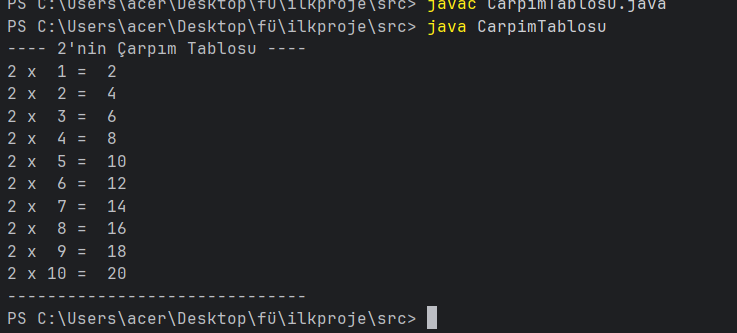 PS C:\Users\acer\Desktop\fü\ilkproje\src> javac CarpimTablosu.java
PS C:\Users\acer\Desktop\fü\ilkproje\src> java CarpimTablosu
---- 2'nin Çarpım Tablosu ----
2 x  1 =  2
2 x  2 =  4
2 x  3 =  6
2 x  4 =  8
2 x  5 =  10
2 x  6 =  12
2 x  7 =  14
2 x  8 =  16
2 x  9 =  18
2 x 10 =  20
------------------------------
PS C:\Users\acer\Desktop\fü\ilkproje\src>